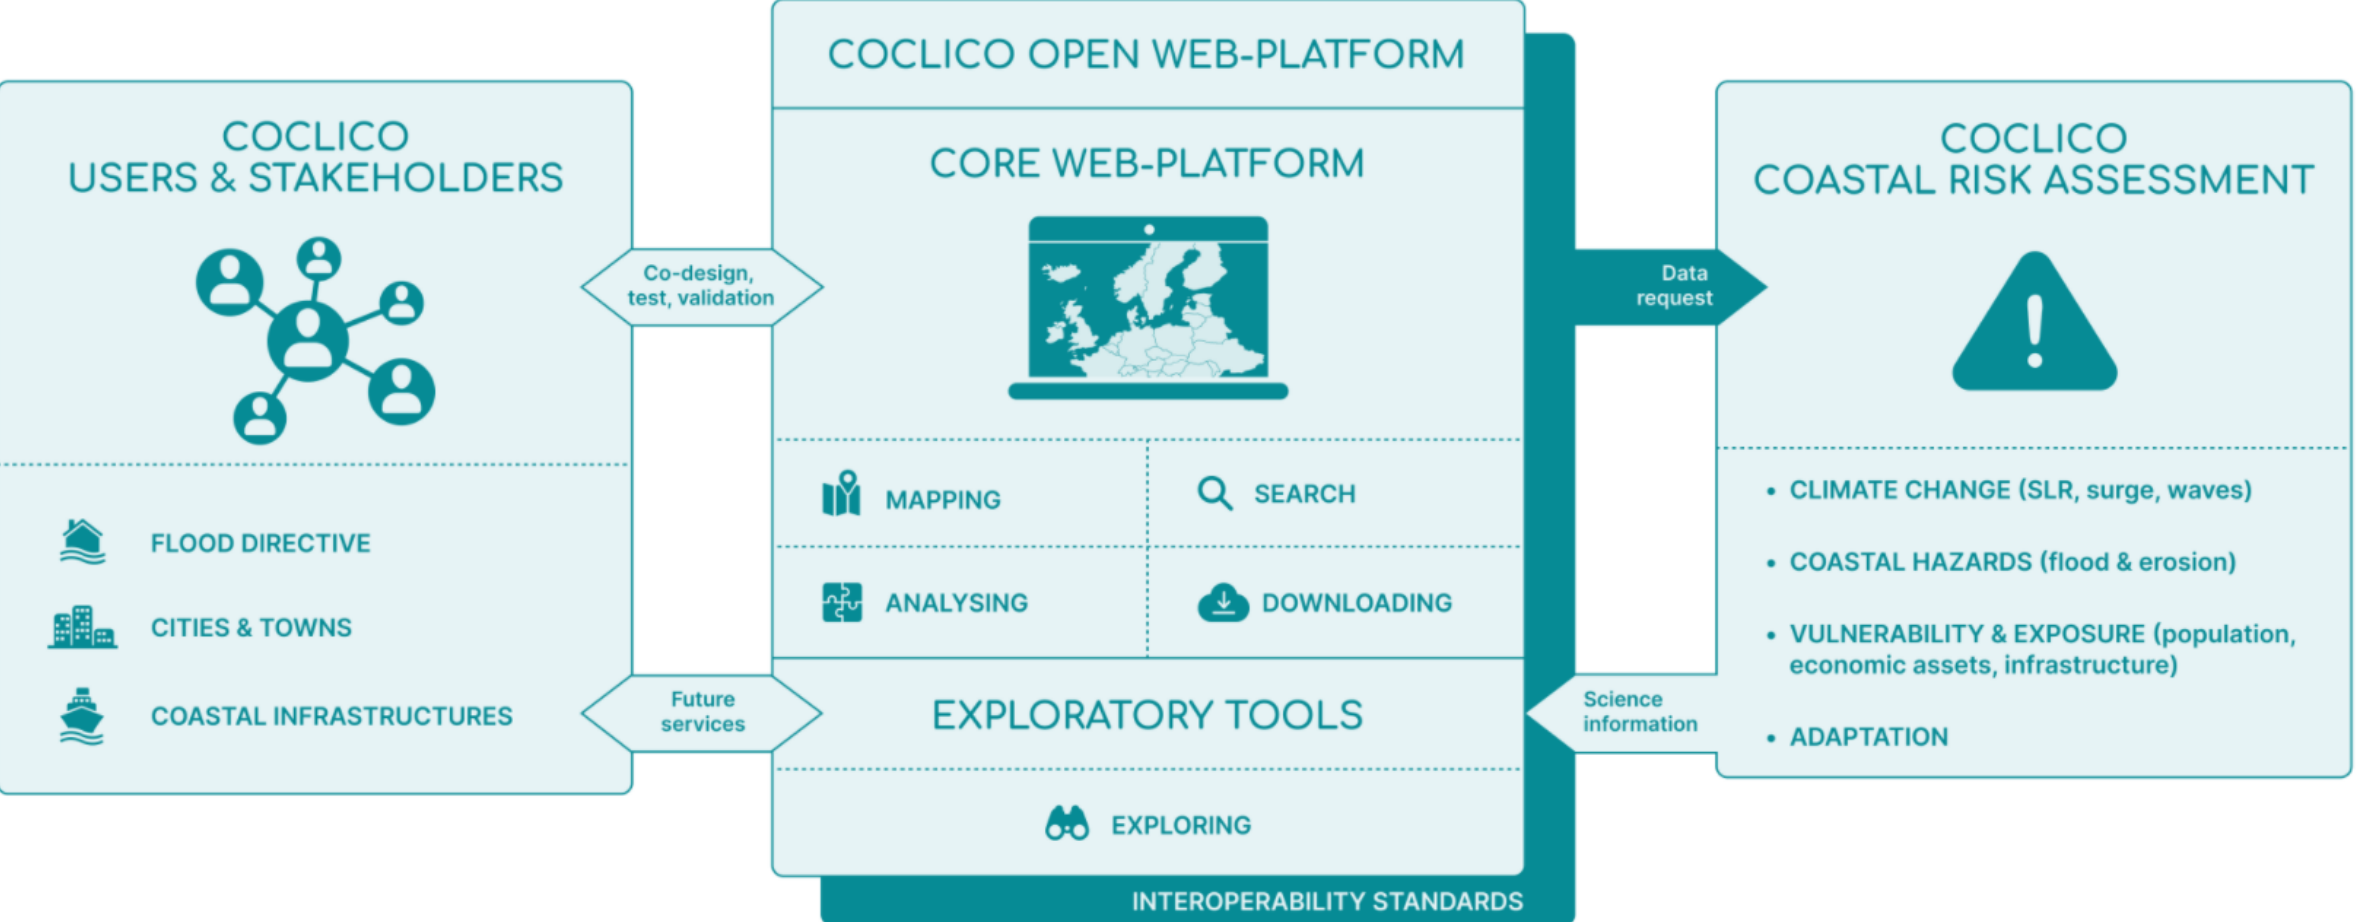 COCLICO
USERS & STAKEHOLDERS
FLOOD DIRECTIVE
CITIES & TOWNS
COASTAL INFRASTRUCTURES
Co-design,
test, validation
Future
services
COCLICO OPEN WEB-PLATFORM
CORE WEB-PLATFORM
MAPPING
SEARCH
ANALYSING
DOWNLOADING
EXPLORATORY TOOLS
EXPLORING
INTEROPERABILITY STANDARDS
Data
request
Science
information
COCLICO
COASTAL RISK ASSESSMENT
• CLIMATE CHANGE (SLR, surge, waves)
• COASTAL HAZARDS (flood & erosion)
• VULNERABILITY & EXPOSURE (population,
economic assets, infrastructure)
• ADAPTATION